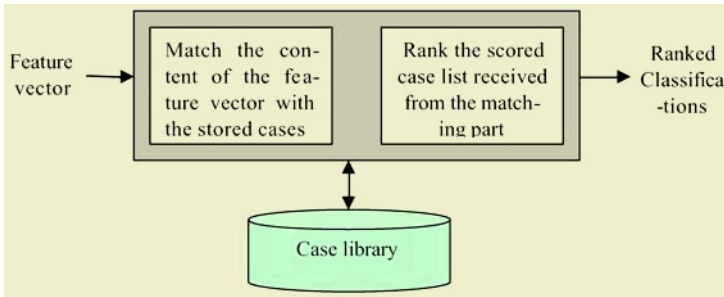 Feature
vector
Match the con-
tent of the fea-
ture vector with
the stored cases
Rank the scored
case list received
from the match-
ing part
Ranked
Classifica
-tions
Case library